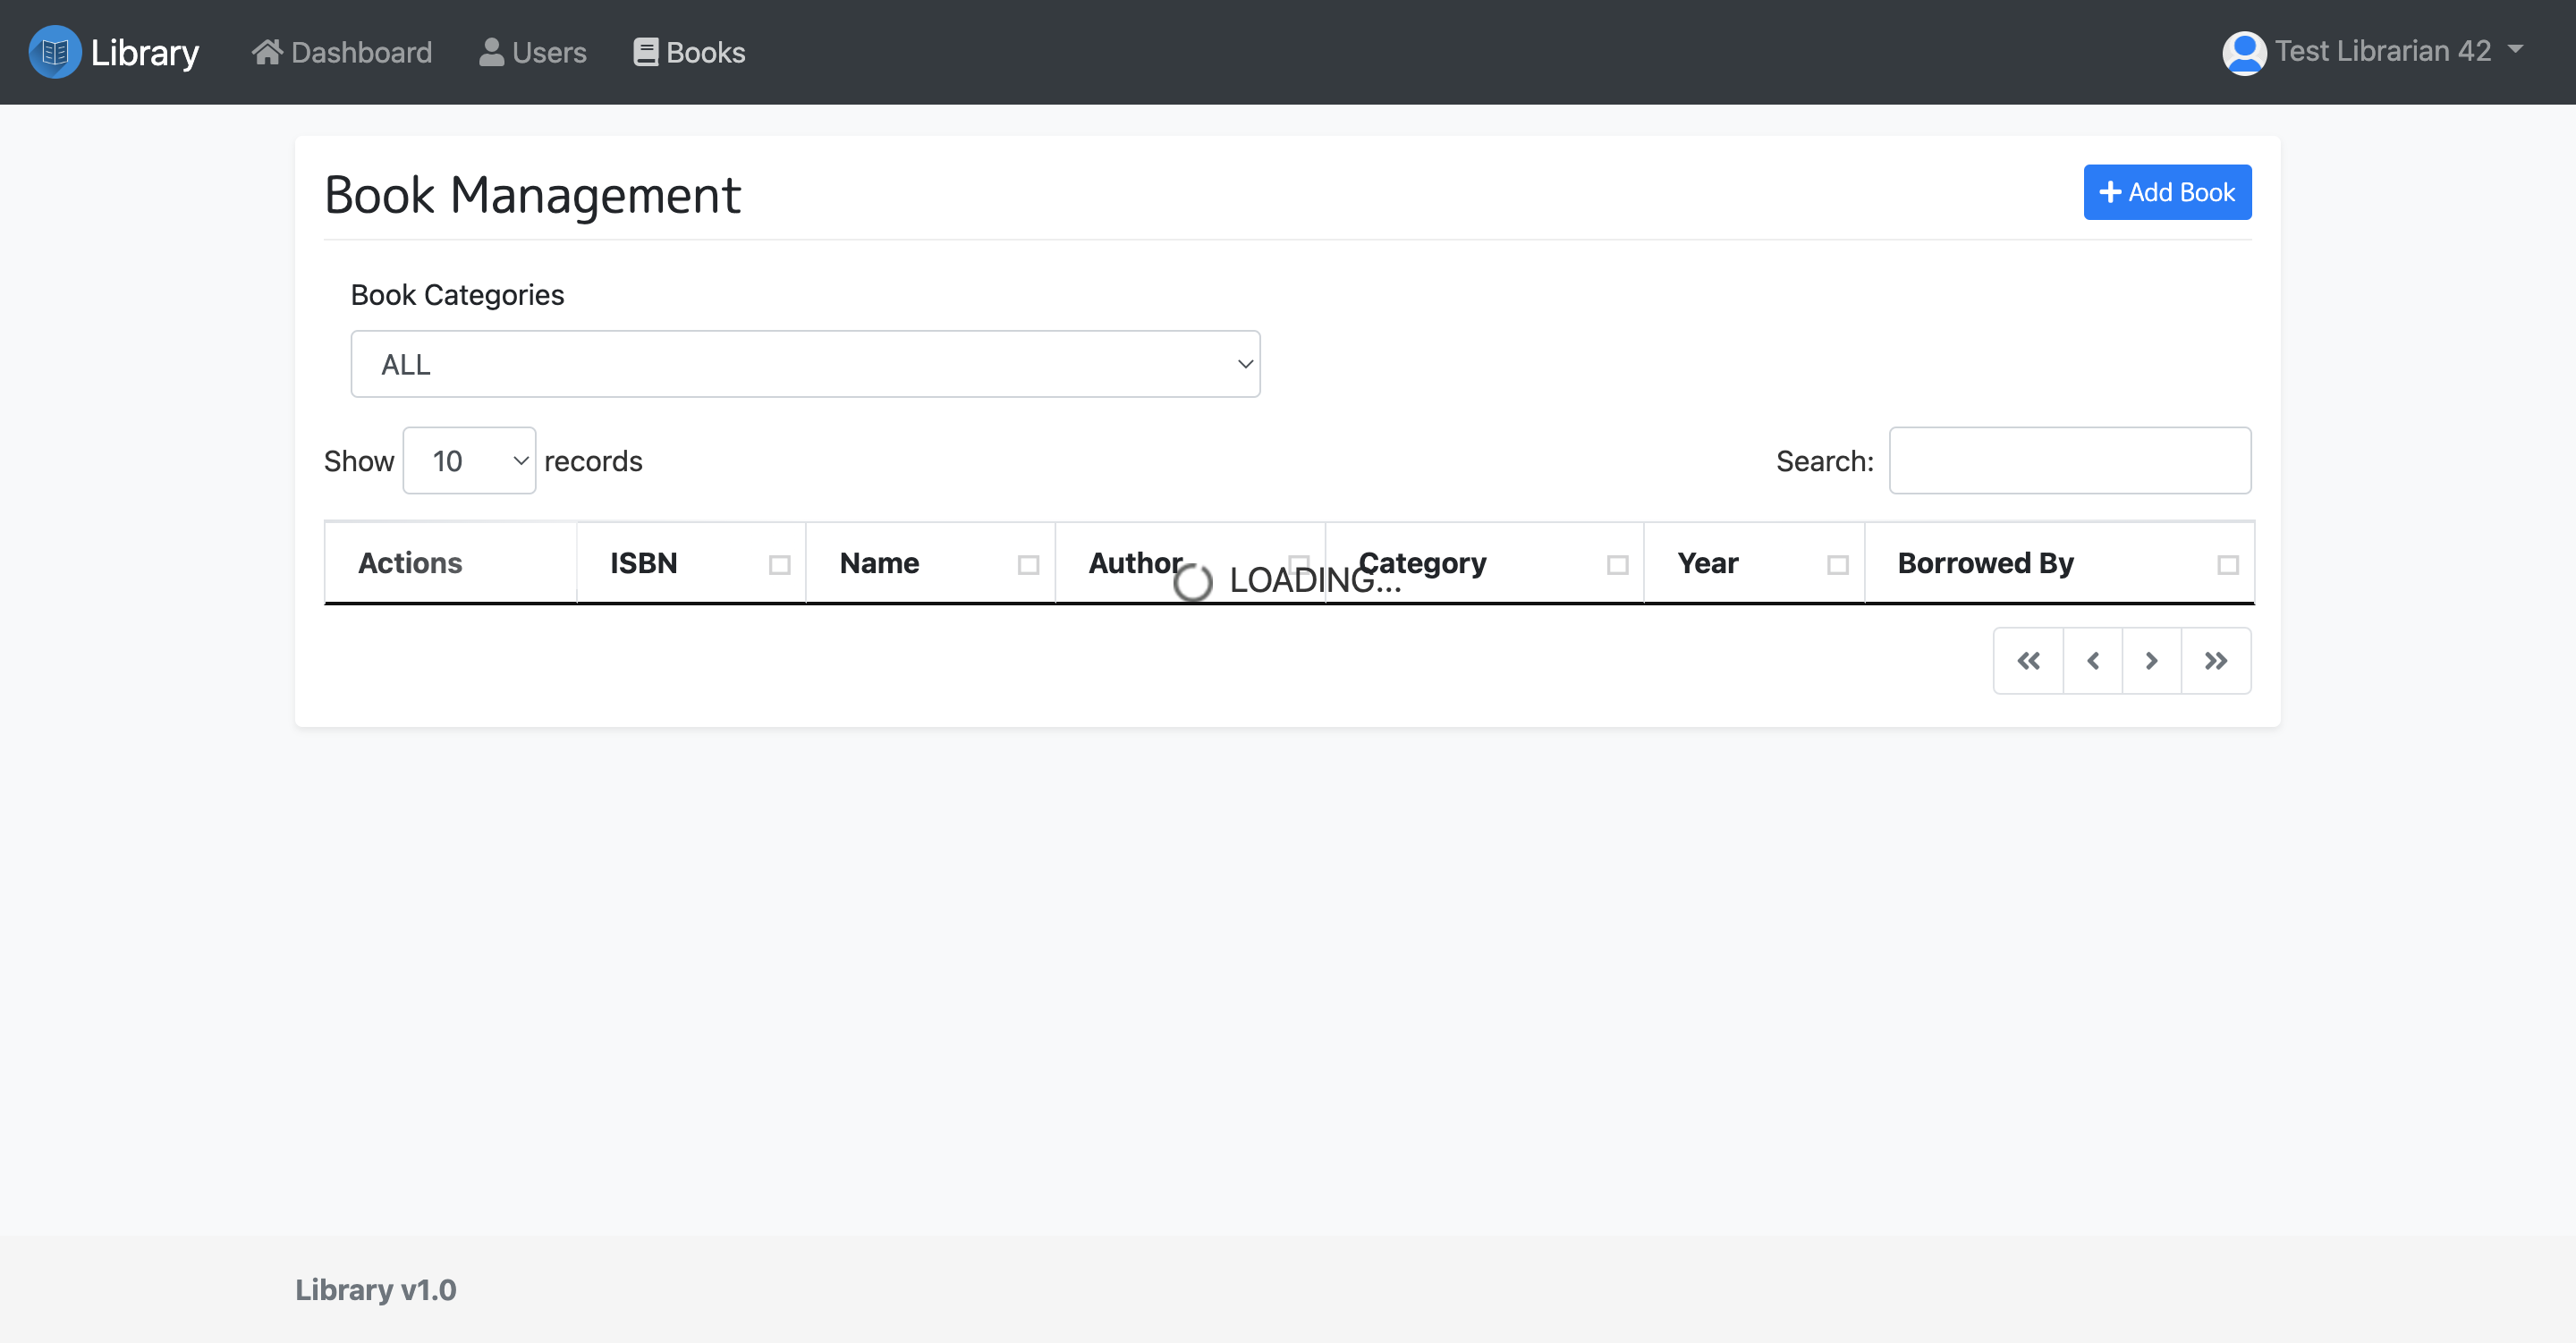 Library Dashboard Users Books Test Librarian 42
Book Management
Add Book
Book Categories
ALL
Show 10 records
Search:
Actions ISBN Name Author Category Year Borrowed By
LOADING...
Library v1.0